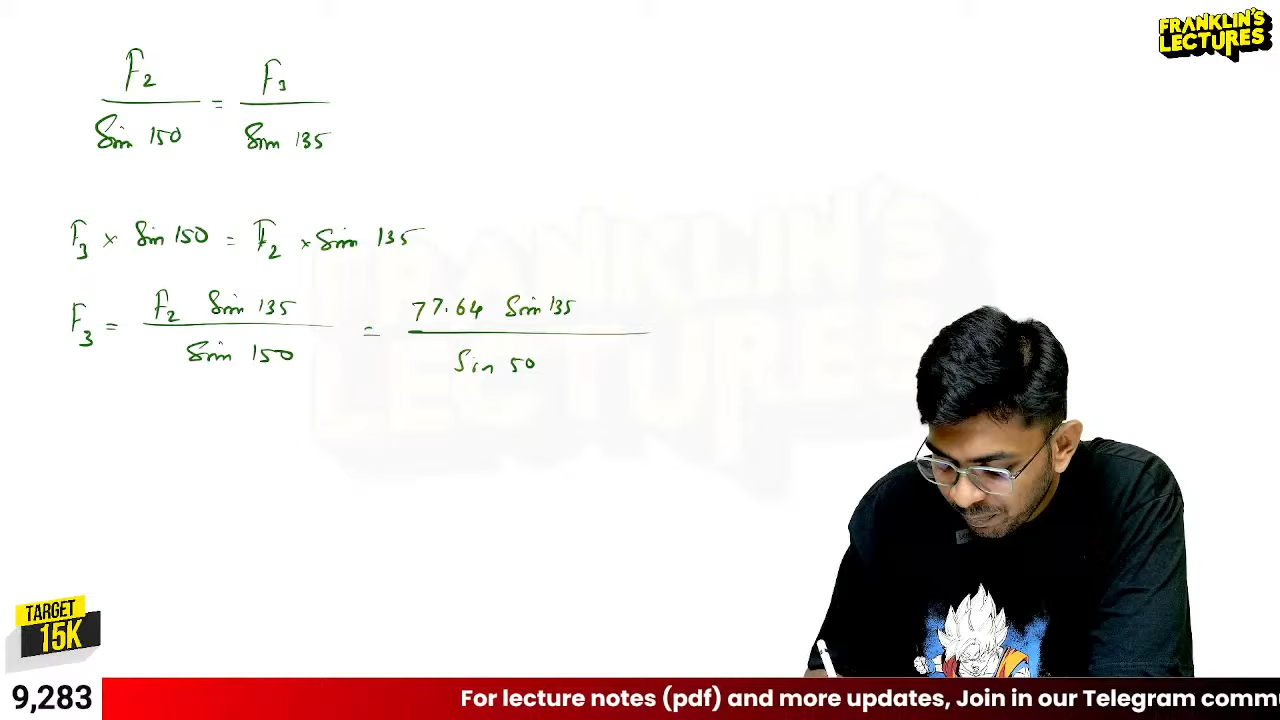 FRANKLIN'S
LECTURES
F2 / Sin 150 = F3 / Sin 135
F3 × Sin 150 = F2 × Sin 135
F3 = F2 Sin 135 / Sin 150 = 77.64 Sin 135 / Sin 50
FRANKLIN'S
LECTURES
TARGET
15K
9,283
For lecture notes (pdf) and more updates, Join in our Telegram comm